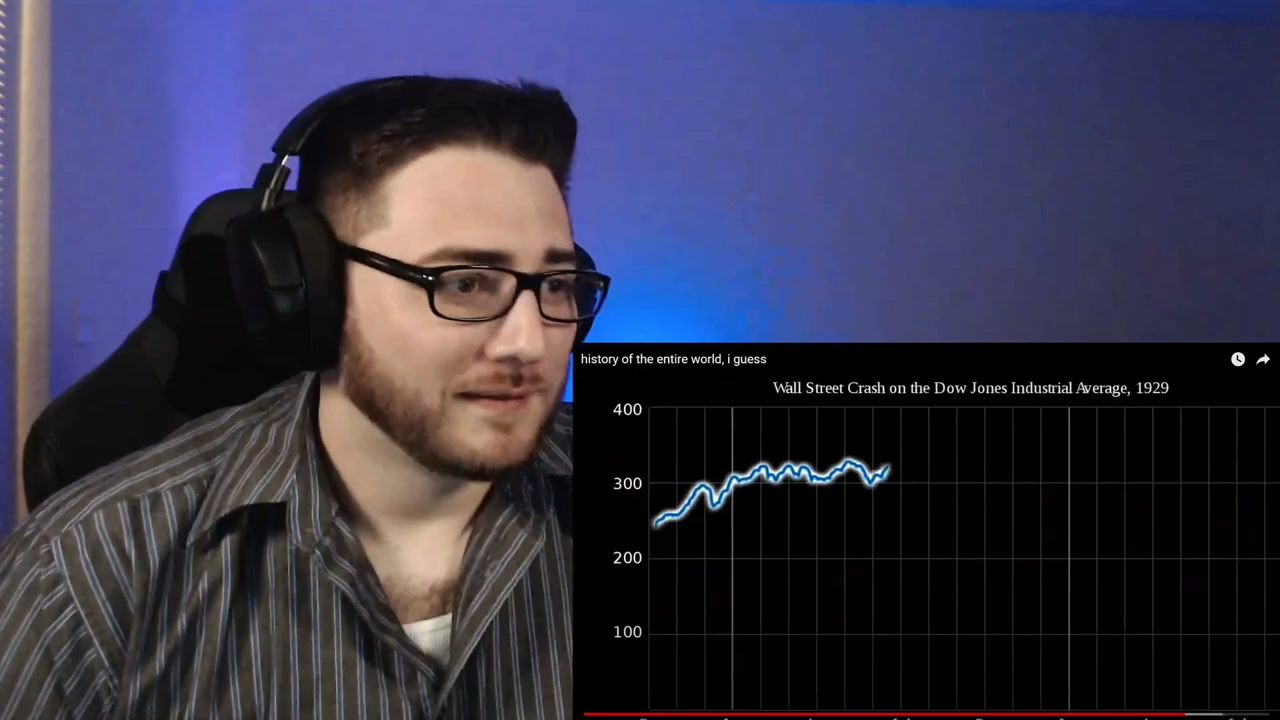 history of the entire world, i guess
Wall Street Crash on the Dow Jones Industrial Average, 1929
400
300
200
100